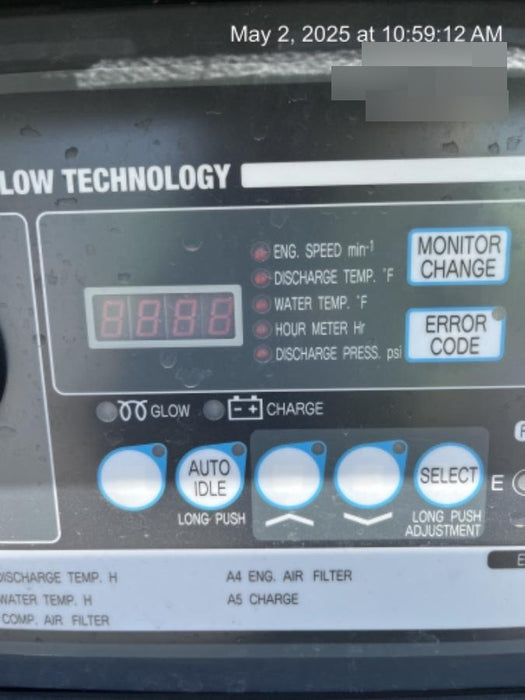 May 2, 2025 at 10:59:12 AM
LOW TECHNOLOGY
ENG. SPEED min-1
DISCHARGE TEMP. °F
WATER TEMP. °F
HOUR METER Hr
DISCHARGE PRESS. psi
MONITOR
CHANGE
ERROR
CODE
8888
GLOW
- +
CHARGE
AUTO
IDLE
LONG PUSH
SELECT
LONG PUSH
ADJUSTMENT
E
DISCHARGE TEMP. H
WATER TEMP. H
COMP. AIR FILTER
A4 ENG. AIR FILTER
A5 CHARGE